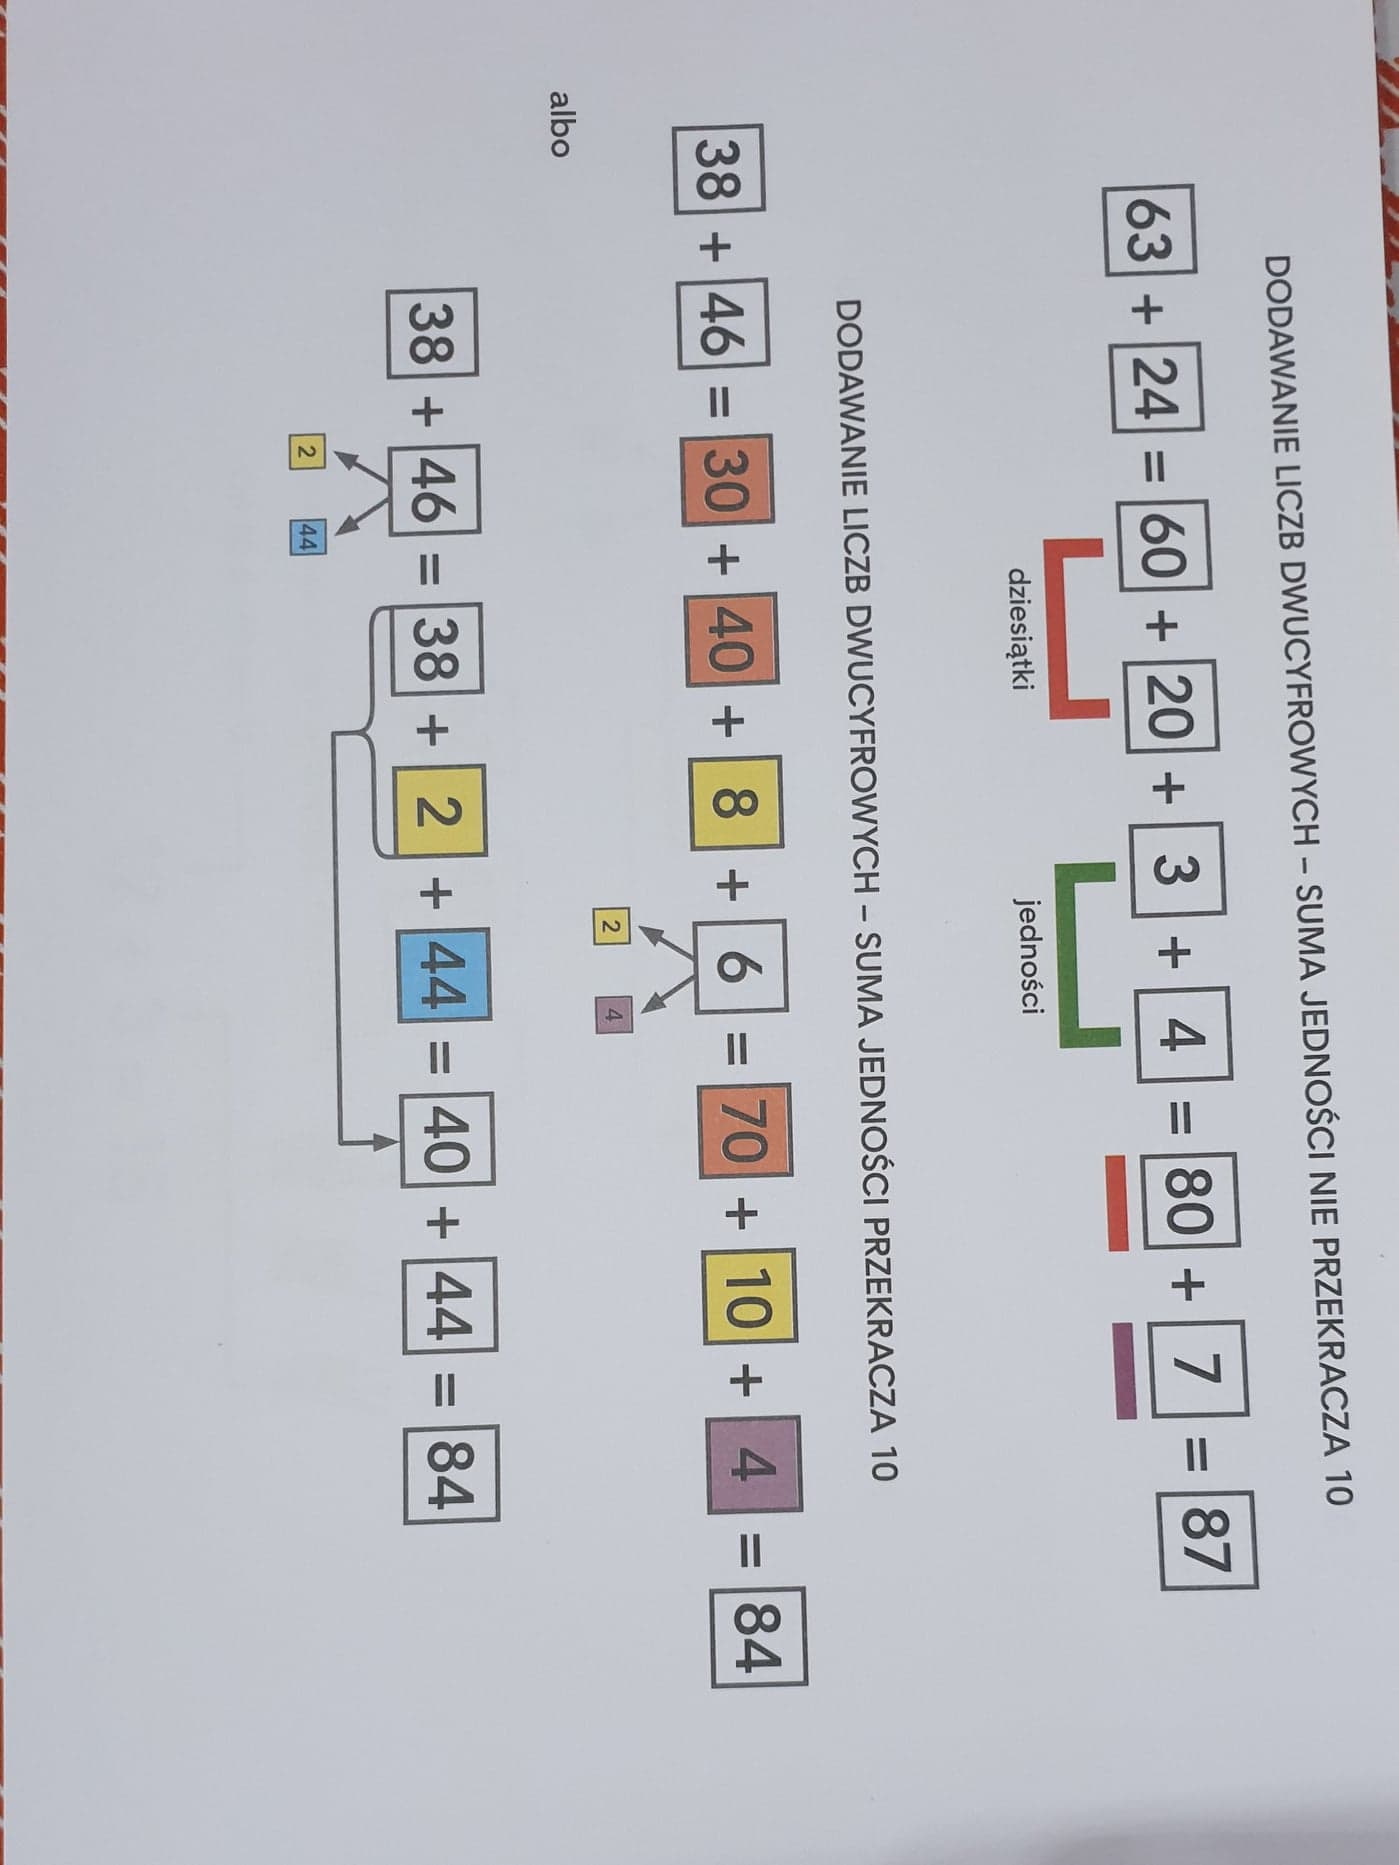 DODAWANIE LICZB DWUCYFROWYCH – SUMA JEDNOŚCI NIE PRZEKRACZA 10
63 + 24 = 60 + 20 + 3 + 4 = 80 + 7 = 87
dziesiątki jedności
DODAWANIE LICZB DWUCYFROWYCH – SUMA JEDNOŚCI PRZEKRACZA 10
38 + 46 = 30 + 40 + 8 + 6 = 70 + 10 + 4 = 84
2 4
albo
38 + 46 = 38 + 2 + 44 = 40 + 44 = 84
2 44